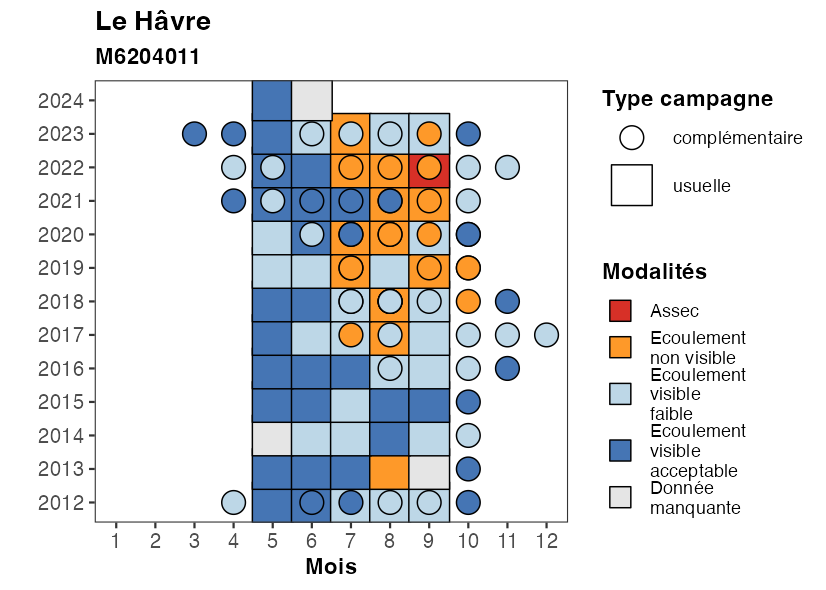 Le Hâvre
M6204011
2024
2023
2022
2021
2020
2019
2018
2017
2016
2015
2014
2013
2012
1 2 3 4 5 6 7 8 9 10 11 12
Mois
Type campagne
complémentaire
usuelle
Modalités
Assec
Ecoulement
non visible
Ecoulement
visible
faible
Ecoulement
visible
acceptable
Donnée
manquante